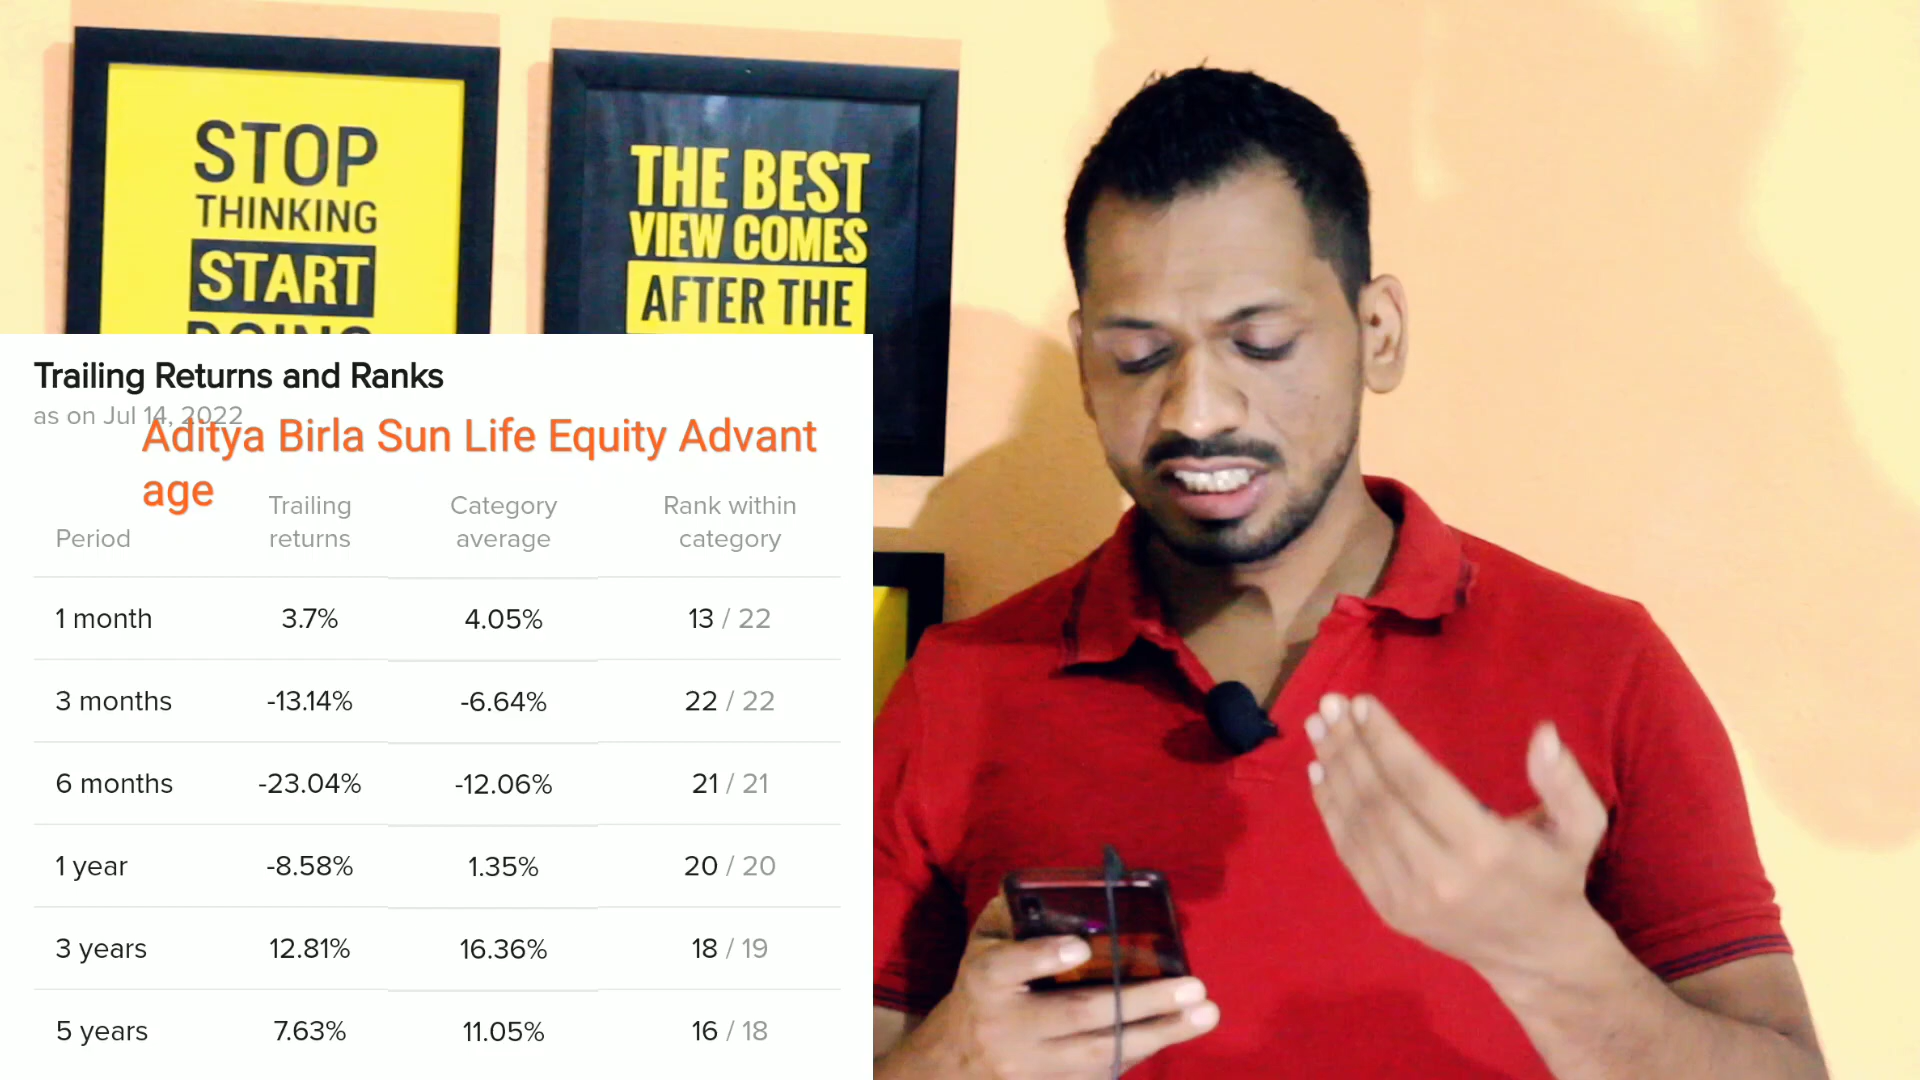 STOP
THINKING
START
DOING
THE BEST
VIEW COMES
AFTER THE
Trailing Returns and Ranks
as on Jul 14, 2022
Aditya Birla Sun Life Equity Advant
age
Period Trailing returns Category average Rank within category
1 month 3.7% 4.05% 13 / 22
3 months -13.14% -6.64% 22 / 22
6 months -23.04% -12.06% 21 / 21
1 year -8.58% 1.35% 20 / 20
3 years 12.81% 16.36% 18 / 19
5 years 7.63% 11.05% 16 / 18